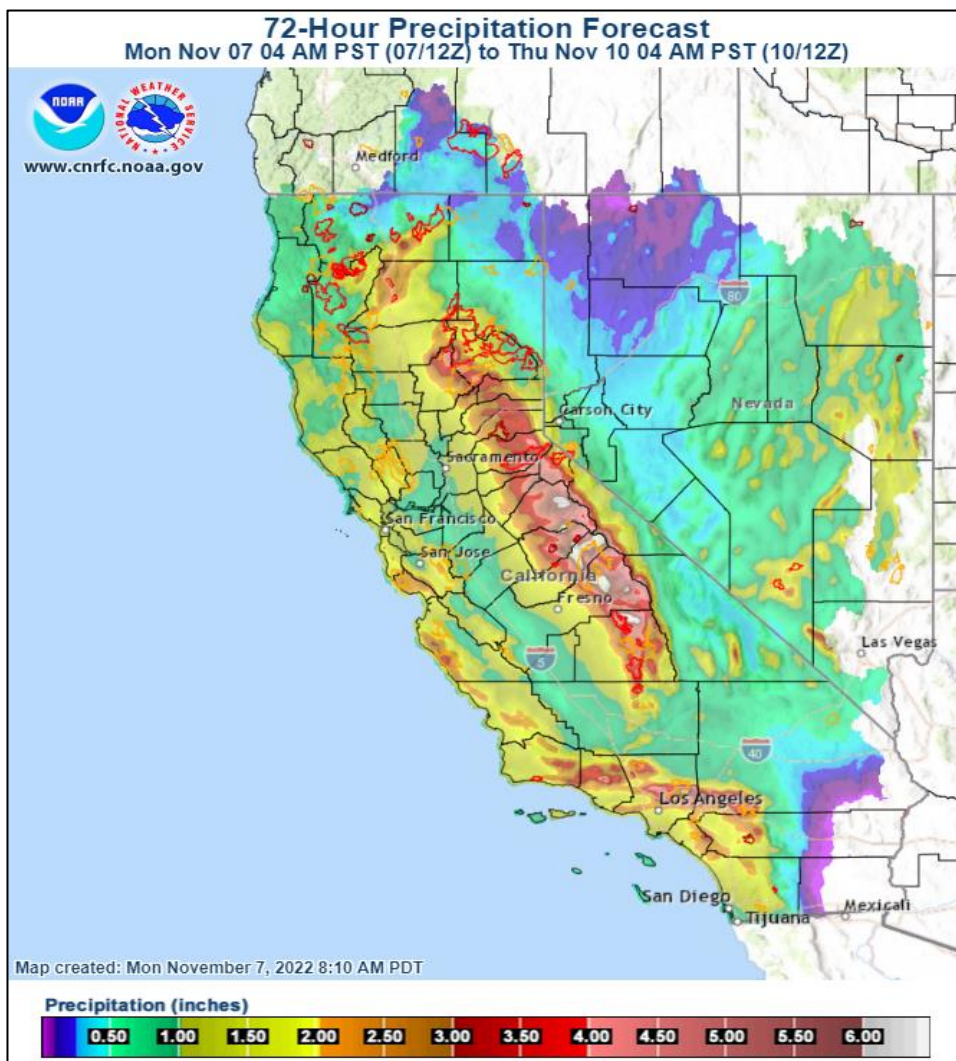 72-Hour Precipitation Forecast
Mon Nov 07 04 AM PST (07/12Z) to Thu Nov 10 04 AM PST (10/12Z)
NOAA
NATIONAL WEATHER SERVICE
www.cnrfc.noaa.gov
Medford
80
Carson City
Nevada
Sacramento
San Francisco
San Jose
California
Fresno
Las Vegas
5
40
Los Angeles
San Diego
Mexicali
Tijuana
Map created: Mon November 7, 2022 8:10 AM PDT
Precipitation (inches)
0.50 1.00 1.50 2.00 2.50 3.00 3.50 4.00 4.50 5.00 6.00